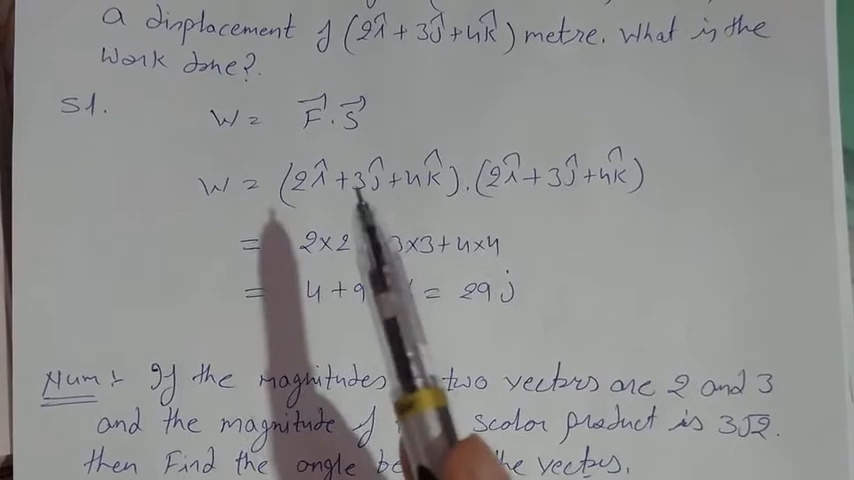 a displacement of (2î + 3ĵ + 4k̂) metre. What is the
work done?
Sl.
W = F⃗ . S⃗
W = (2î + 3ĵ + 4k̂) . (2î + 3ĵ + 4k̂)
= 2×2 3×3 + 4×4
= 4 + 9 = 29 j
Num :- If the magnitudes two vectors are 2 and 3
and the magnitude of scolor product is 3√2.
then Find the angle the vectors.